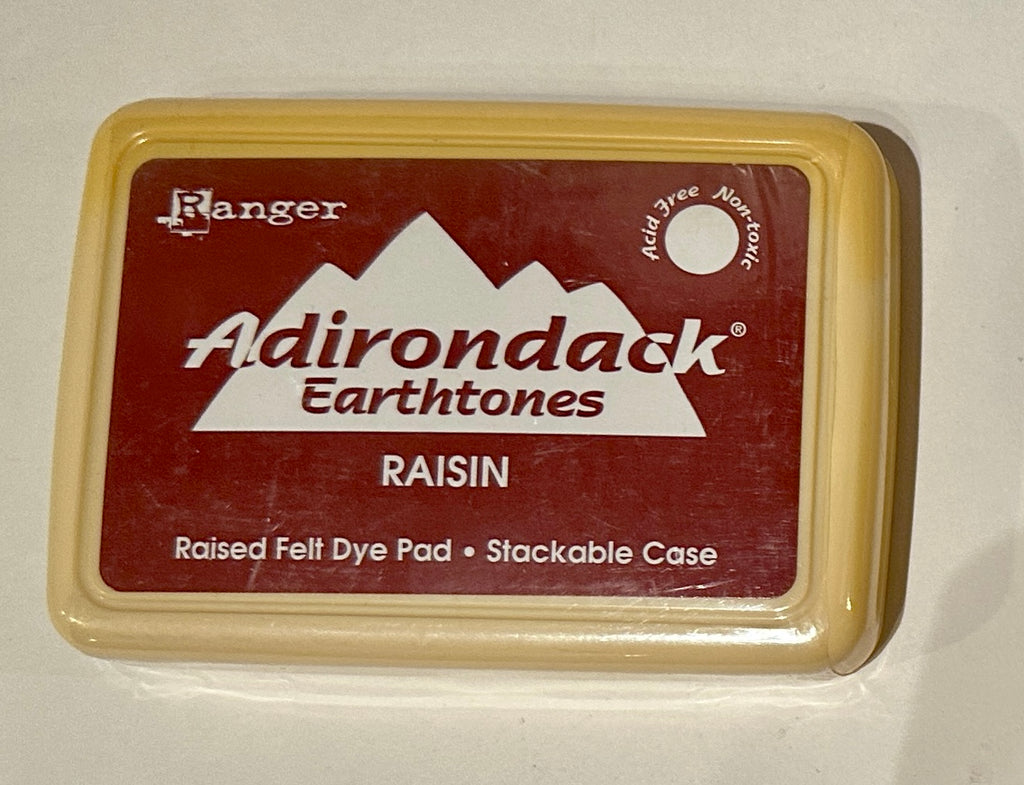 Ranger
Acid Free Non-toxic
Adirondack®
Earthtones
RAISIN
Raised Felt Dye Pad • Stackable Case